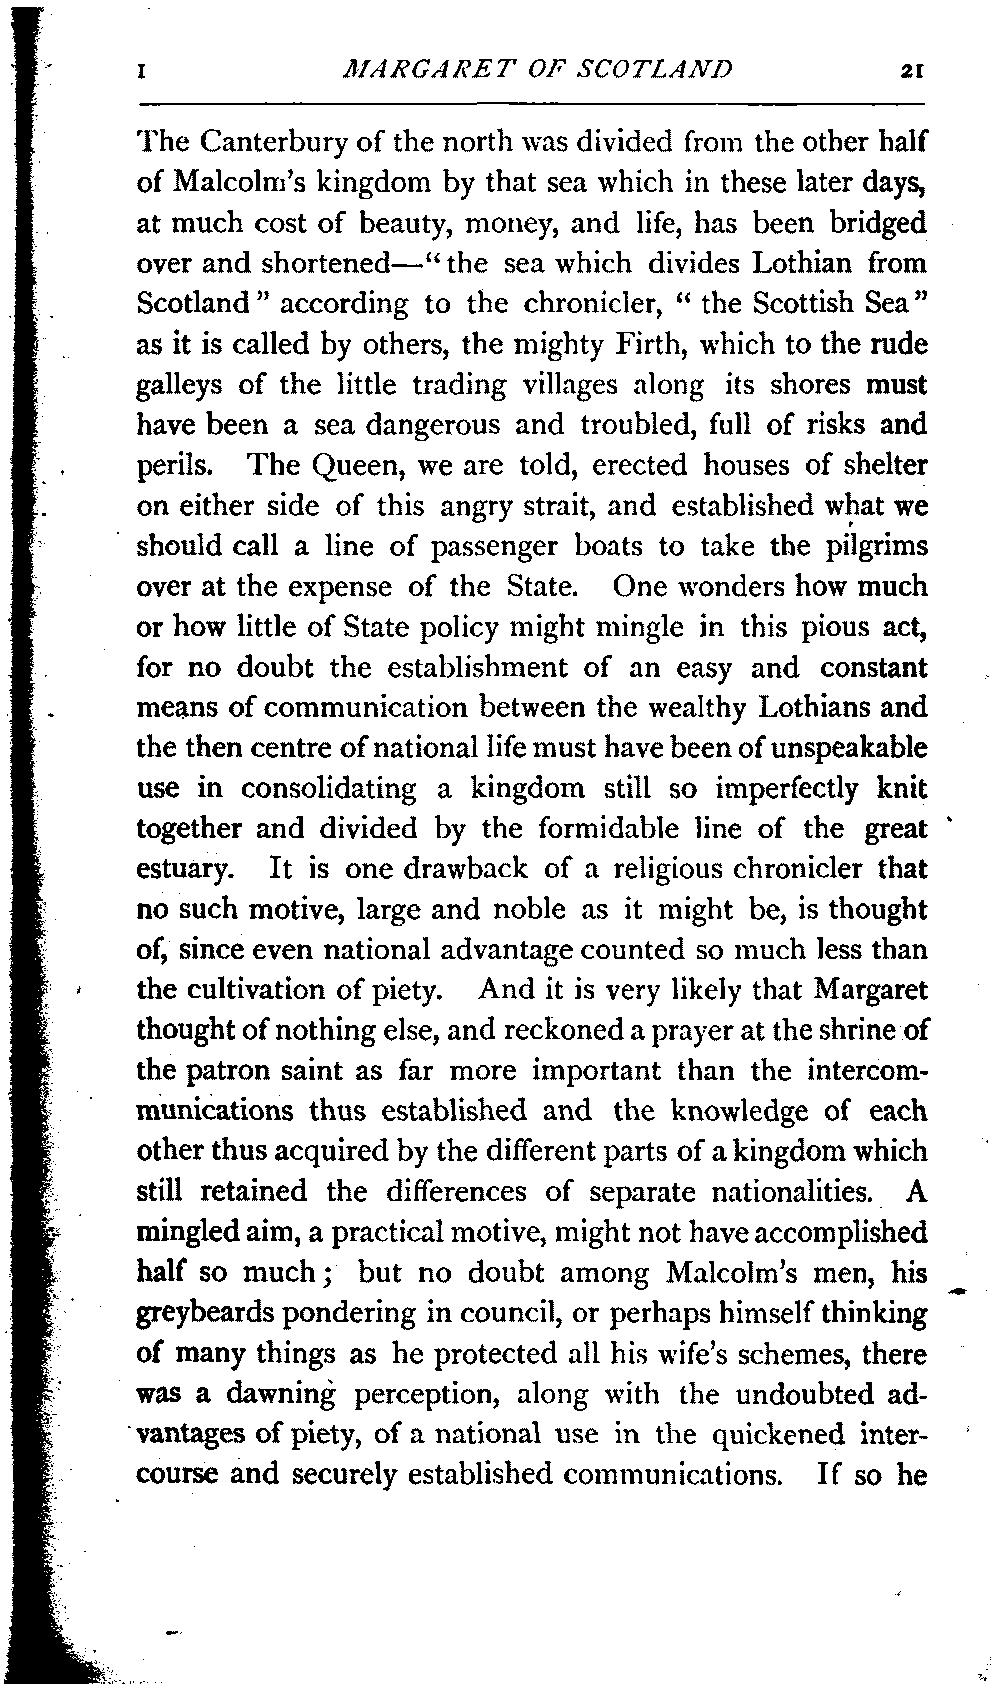 I MARGARET OF SCOTLAND 21
The Canterbury of the north was divided from the other half
of Malcolm's kingdom by that sea which in these later days,
at much cost of beauty, money, and life, has been bridged
over and shortened—“the sea which divides Lothian from
Scotland” according to the chronicler, “the Scottish Sea”
as it is called by others, the mighty Firth, which to the rude
galleys of the little trading villages along its shores must
have been a sea dangerous and troubled, full of risks and
perils. The Queen, we are told, erected houses of shelter
on either side of this angry strait, and established what we
should call a line of passenger boats to take the pilgrims
over at the expense of the State. One wonders how much
or how little of State policy might mingle in this pious act,
for no doubt the establishment of an easy and constant
means of communication between the wealthy Lothians and
the then centre of national life must have been of unspeakable
use in consolidating a kingdom still so imperfectly knit
together and divided by the formidable line of the great
estuary. It is one drawback of a religious chronicler that
no such motive, large and noble as it might be, is thought
of, since even national advantage counted so much less than
the cultivation of piety. And it is very likely that Margaret
thought of nothing else, and reckoned a prayer at the shrine of
the patron saint as far more important than the intercom-
munications thus established and the knowledge of each
other thus acquired by the different parts of a kingdom which
still retained the differences of separate nationalities. A
mingled aim, a practical motive, might not have accomplished
half so much; but no doubt among Malcolm's men, his
greybeards pondering in council, or perhaps himself thinking
of many things as he protected all his wife's schemes, there
was a dawning perception, along with the undoubted ad-
vantages of piety, of a national use in the quickened inter-
course and securely established communications. If so he